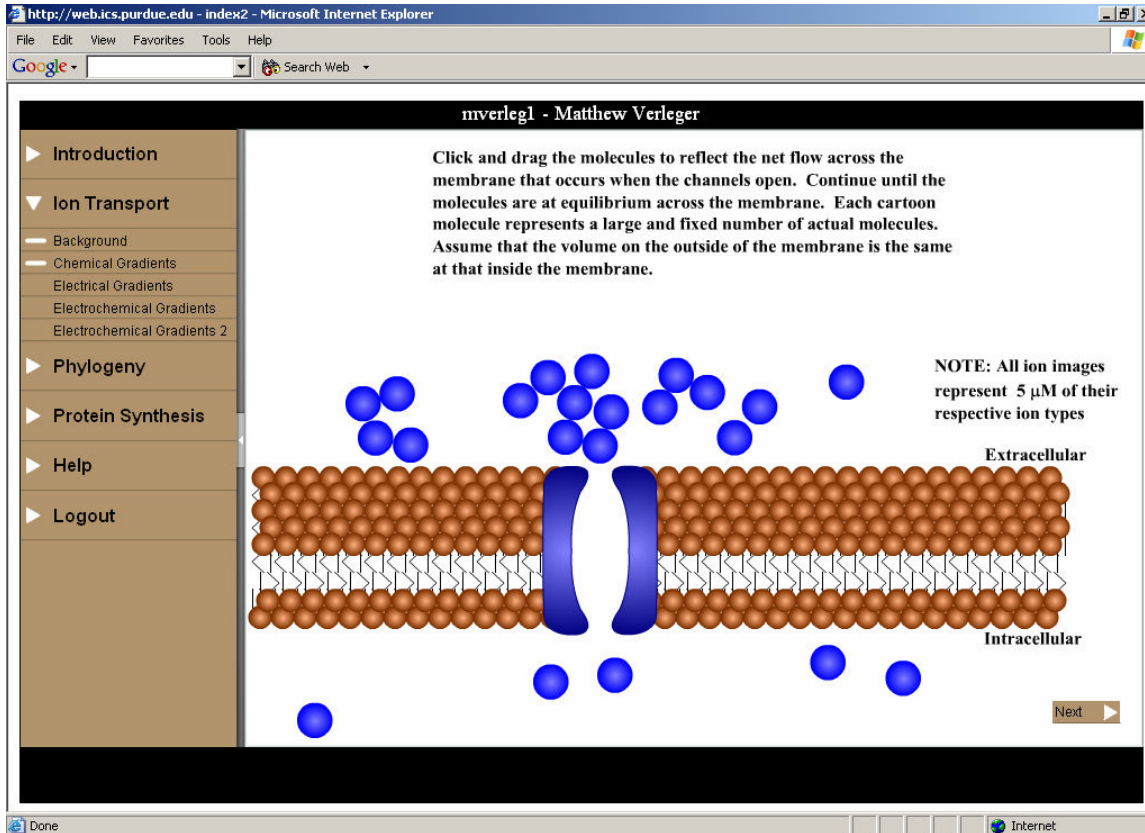 http://web.ics.purdue.edu - index2 - Microsoft Internet Explorer
File Edit View Favorites Tools Help
Google Search Web
mverleg1 - Matthew Verleger
Introduction
Ion Transport
Background
Chemical Gradients
Electrical Gradients
Electrochemical Gradients
Electrochemical Gradients 2
Phylogeny
Protein Synthesis
Help
Logout
Click and drag the molecules to reflect the net flow across the
membrane that occurs when the channels open. Continue until the
molecules are at equilibrium across the membrane. Each cartoon
molecule represents a large and fixed number of actual molecules.
Assume that the volume on the outside of the membrane is the same
at that inside the membrane.
NOTE: All ion images
represent 5 μM of their
respective ion types
Extracellular
Intracellular
Next
Done
Internet